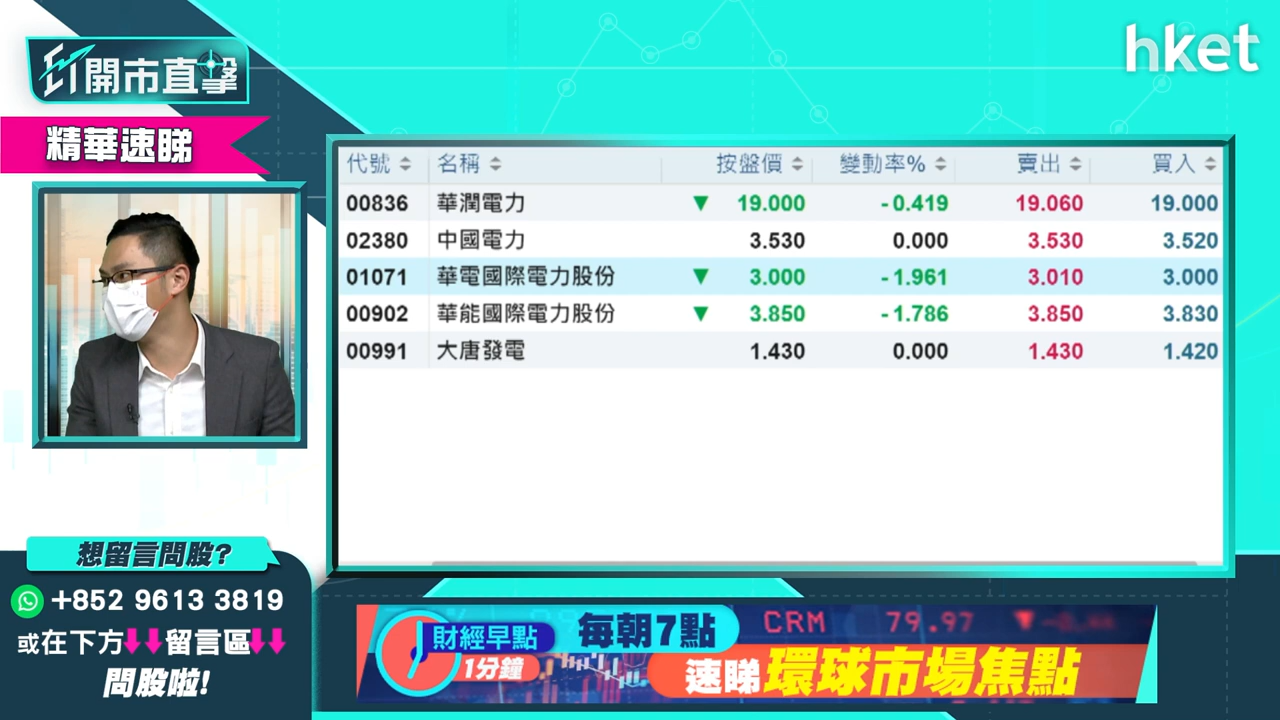 hket
ET開市直擊
精華速睇
代號 名稱 按盤價 變動率% 賣出 買入
00836 華潤電力 ▼ 19.000 -0.419 19.060 19.000
02380 中國電力 3.530 0.000 3.530 3.520
01071 華電國際電力股份 ▼ 3.000 -1.961 3.010 3.000
00902 華能國際電力股份 ▼ 3.850 -1.786 3.850 3.830
00991 大唐發電 1.430 0.000 1.430 1.420
想留言問股?
+852 9613 3819
或在下方⬇⬇留言區⬇⬇
問股啦!
財經早點
1分鐘
每朝7點
CRM 79.97 ▼
速睇環球市場焦點